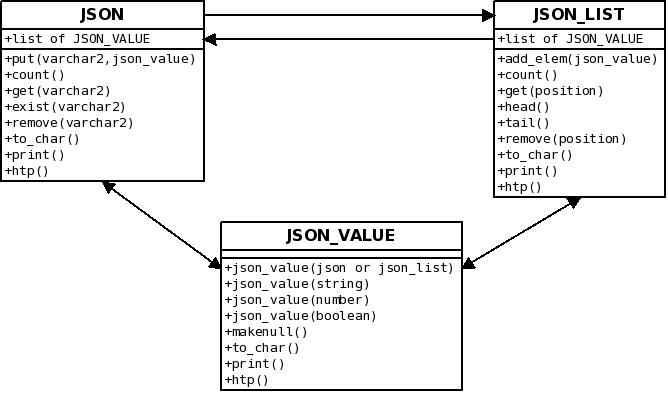 JSON
+list of JSON_VALUE
+put(varchar2,json_value)
+count()
+get(varchar2)
+exist(varchar2)
+remove(varchar2)
+to_char()
+print()
+htp()
JSON_LIST
+list of JSON_VALUE
+add_elem(json_value)
+count()
+get(position)
+head()
+tail()
+remove(position)
+to_char()
+print()
+htp()
JSON_VALUE
+json_value(json or json_list)
+json_value(string)
+json_value(number)
+json_value(boolean)
+makenull()
+to_char()
+print()
+htp()